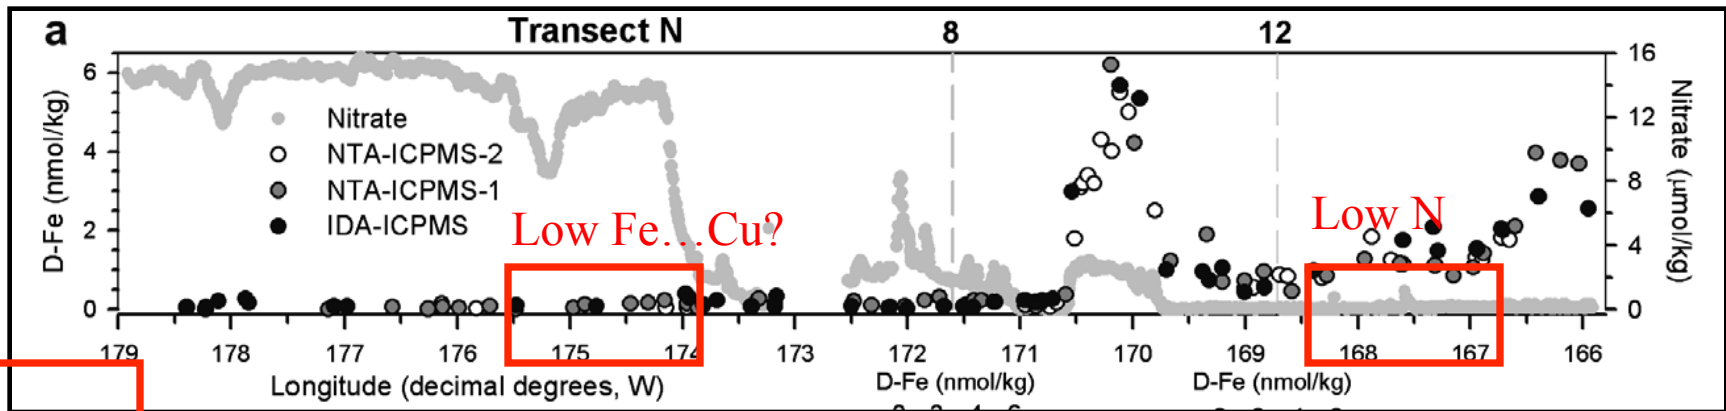 a Transect N 8 12
6 16
Nitrate
12
NTA-ICPMS-2
4
NTA-ICPMS-1
8
IDA-ICPMS
Low Fe…Cu? Low N
2 4
0 0
D-Fe (nmol/kg)
Nitrate (µmol/kg)
179 178 177 176 175 174 173 172 171 170 169 168 167 166
Longitude (decimal degrees, W) D-Fe (nmol/kg) D-Fe (nmol/kg)